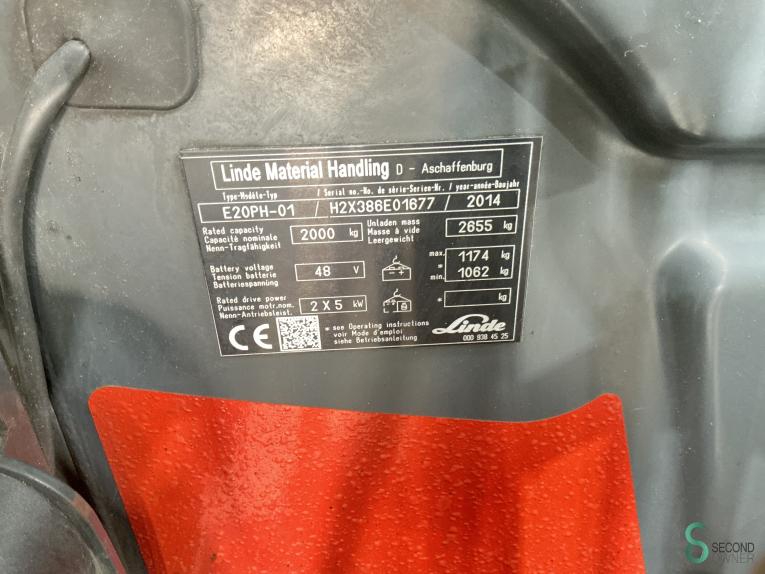 Linde Material Handling D - Aschaffenburg
Type-Modèle-Typ / Serial no.-No. de série-Serien-Nr. / year-année-Baujahr
E20PH-01 / H2X386E01677 / 2014
Rated capacity
Capacité nominale
Nenn-Tragfähigkeit
2000 kg
Unladen mass
Masse à vide
Leergewicht
2655 kg
Battery voltage
Tension batterie
Batteriespannung
48 V
max. 1174 kg
*
min. 1062 kg
Rated drive power
Puissance motr.nom.
Nenn-Antriebsleist.
2 X 5 kW
* kg
CE
* see Operating instructions
voir Mode d'emploi
siehe Betriebsanleitung
Linde
000 938 45 25
SECOND
OWNER